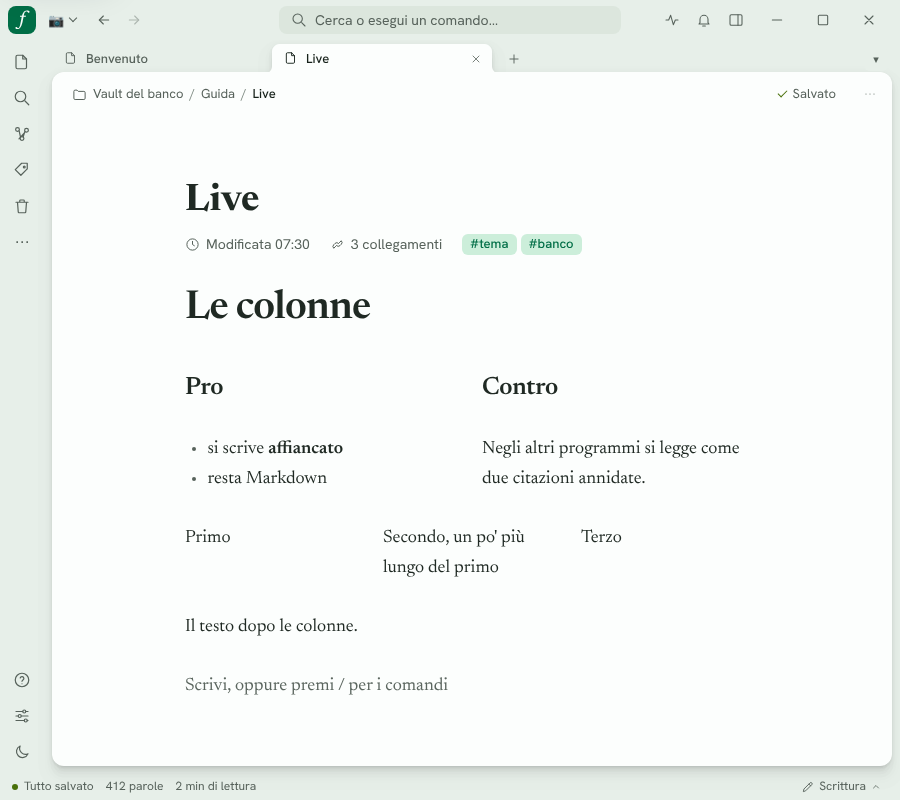 f
Cerca o esegui un comando...
Benvenuto
Live
Vault del banco / Guida / Live
Salvato
Live
Modificata 07:30
3 collegamenti
#tema
#banco
Le colonne
Pro
Contro
si scrive affiancato
resta Markdown
Negli altri programmi si legge come
due citazioni annidate.
Primo
Secondo, un po' più
lungo del primo
Terzo
Il testo dopo le colonne.
Scrivi, oppure premi / per i comandi
Tutto salvato
412 parole
2 min di lettura
Scrittura